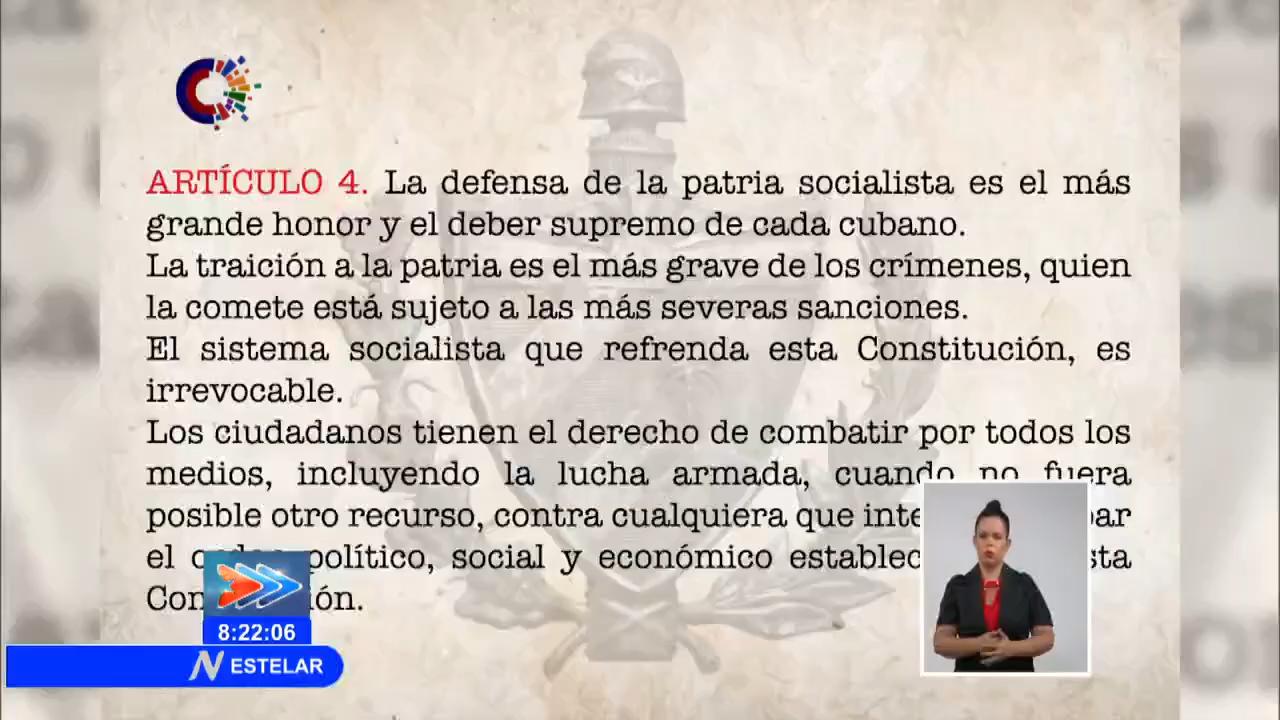 ARTÍCULO 4. La defensa de la patria socialista es el más
grande honor y el deber supremo de cada cubano.
La traición a la patria es el más grave de los crímenes, quien
la comete está sujeto a las más severas sanciones.
El sistema socialista que refrenda esta Constitución, es
irrevocable.
Los ciudadanos tienen el derecho de combatir por todos los
medios, incluyendo la lucha armada, cuando no fuera
posible otro recurso, contra cualquiera que
el político, social y económico
8:22:06
N ESTELAR